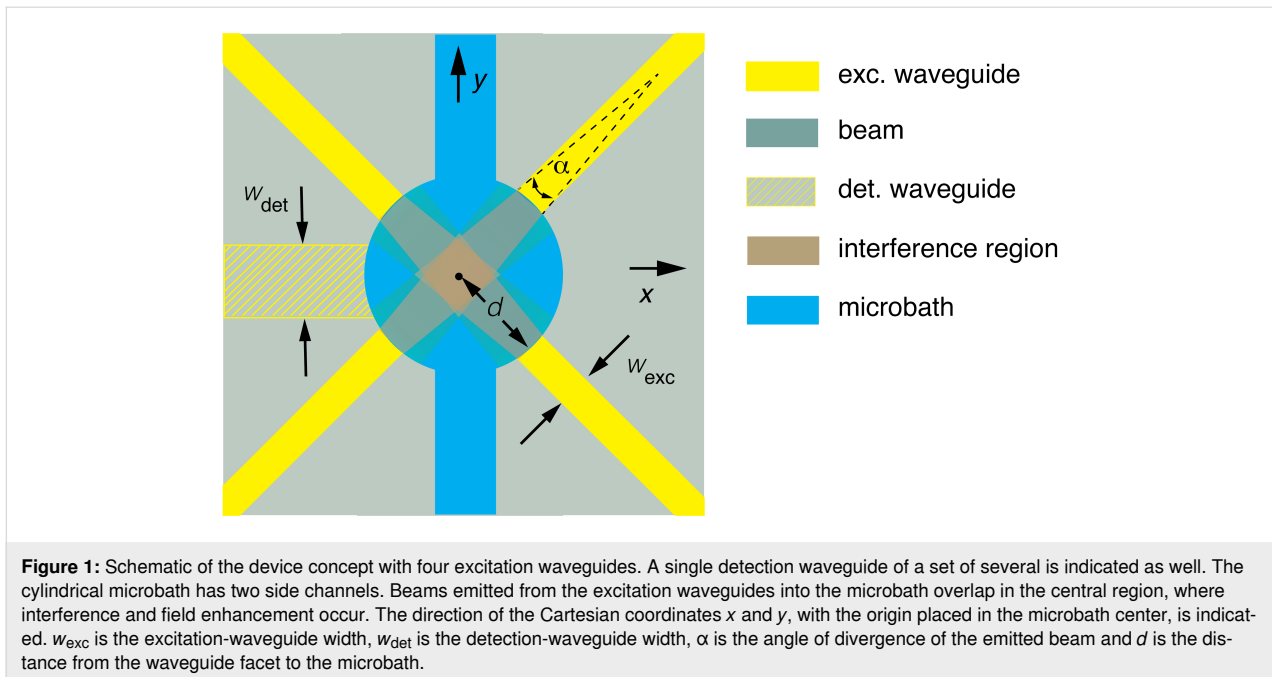 y
exc. waveguide
beam
α
w det
det. waveguide
interference region
x
d
microbath
w exc
Figure 1: Schematic of the device concept with four excitation waveguides. A single detection waveguide of a set of several is indicated as well. The
cylindrical microbath has two side channels. Beams emitted from the excitation waveguides into the microbath overlap in the central region, where
interference and field enhancement occur. The direction of the Cartesian coordinates x and y, with the origin placed in the microbath center, is indicat-
ed. wexc is the excitation-waveguide width, wdet is the detection-waveguide width, α is the angle of divergence of the emitted beam and d is the dis-
tance from the waveguide facet to the microbath.